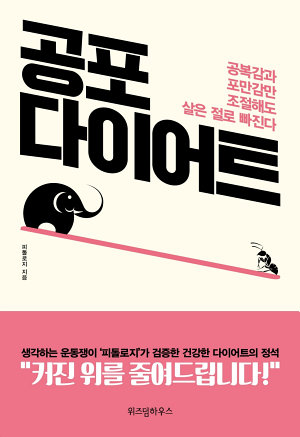 공포
다이어트
공복감과
포만감만
조절해도
살은 절로 빠진다
피톨로지 지음
생각하는 운동쟁이 '피톨로지'가 검증한 건강한 다이어트의 정석
"커진 위를 줄여드립니다!"
위즈덤하우스